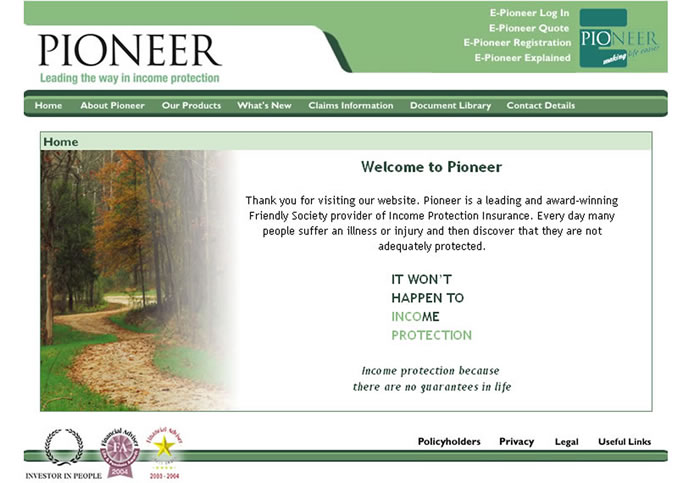 E-Pioneer Log In
E-Pioneer Quote
E-Pioneer Registration
E-Pioneer Explained
PIONEER
making life easier
PIONEER
Leading the way in income protection
Home About Pioneer Our Products What's New Claims Information Document Library Contact Details
Home
Welcome to Pioneer
Thank you for visiting our website. Pioneer is a leading and award-winning
Friendly Society provider of Income Protection Insurance. Every day many
people suffer an illness or injury and then discover that they are not
adequately protected.
IT WON'T
HAPPEN TO
INCOME
PROTECTION
Income protection because
there are no guarantees in life
Policyholders Privacy Legal Useful Links
INVESTOR IN PEOPLE
Financial Adviser
FA
2004
Financial Adviser
2003 - 2004